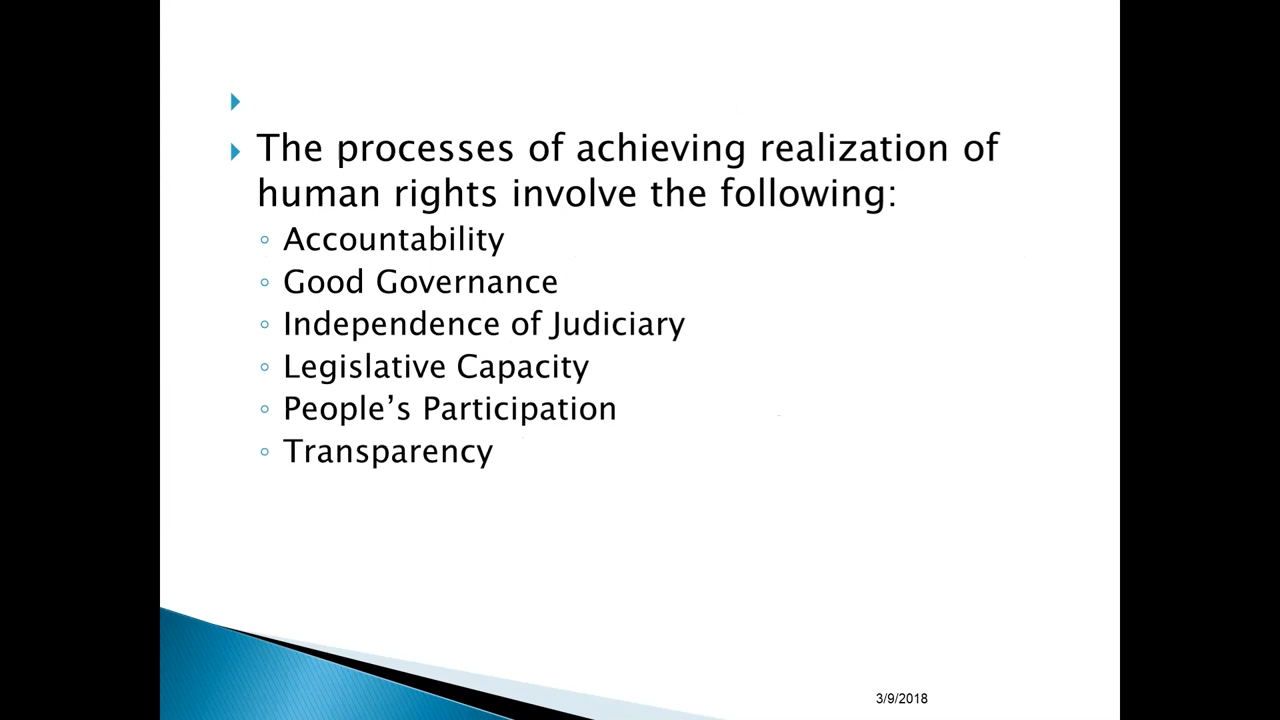 The processes of achieving realization of
human rights involve the following:
Accountability
Good Governance
Independence of Judiciary
Legislative Capacity
People’s Participation
Transparency
3/9/2018